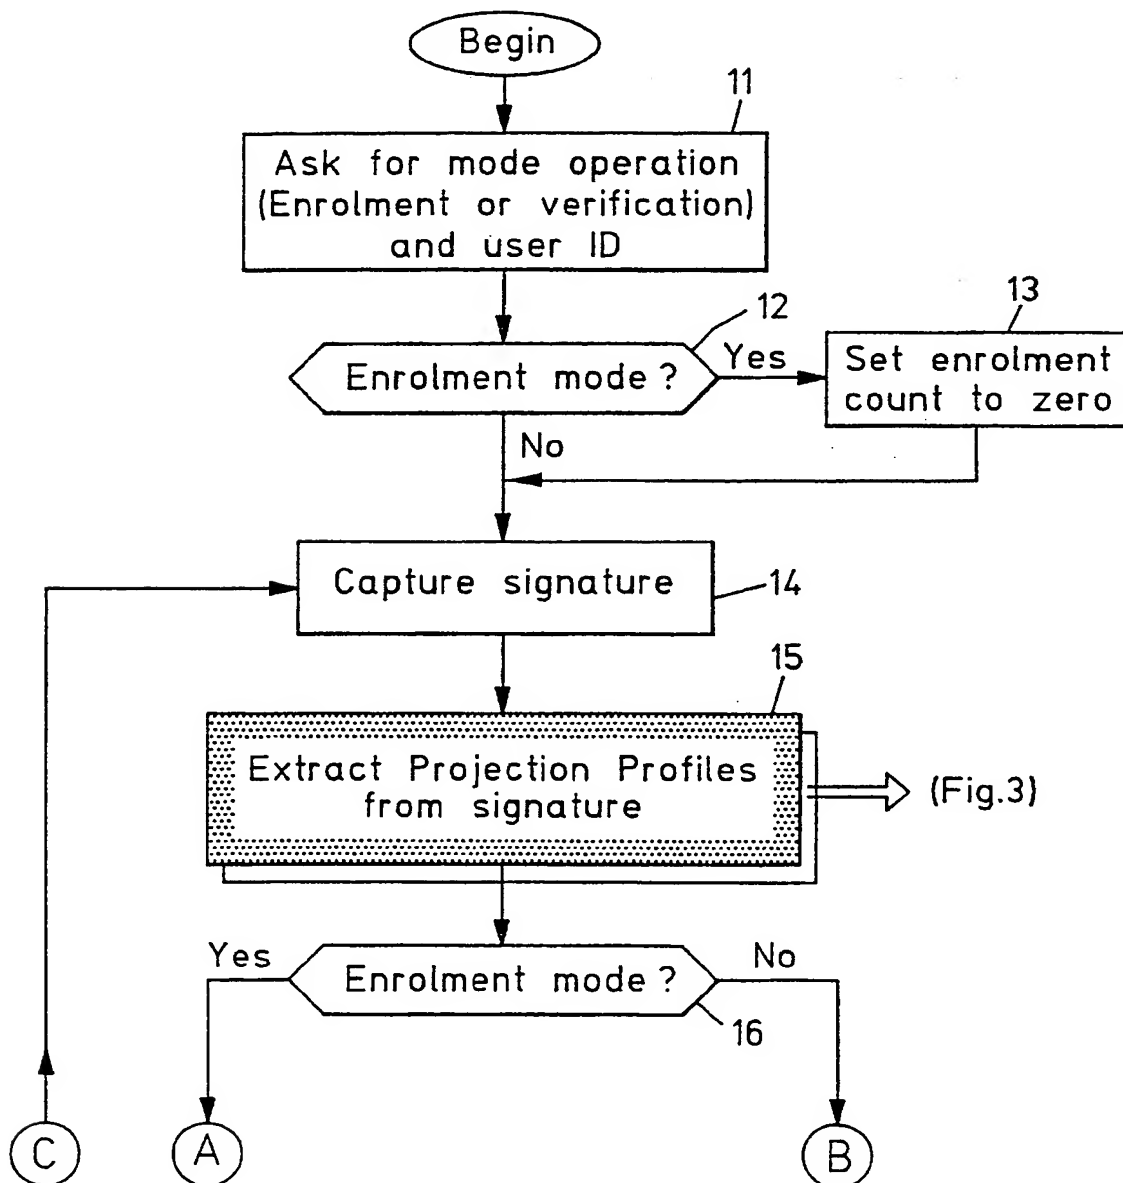 Begin
11
Ask for mode operation
(Enrolment or verification)
and user ID
12
13
Enrolment mode?
Yes
Set enrolment
count to zero
No
Capture signature
14
15
Extract Projection Profiles
from signature
(Fig.3)
Yes
Enrolment mode?
No
16
C
A
B